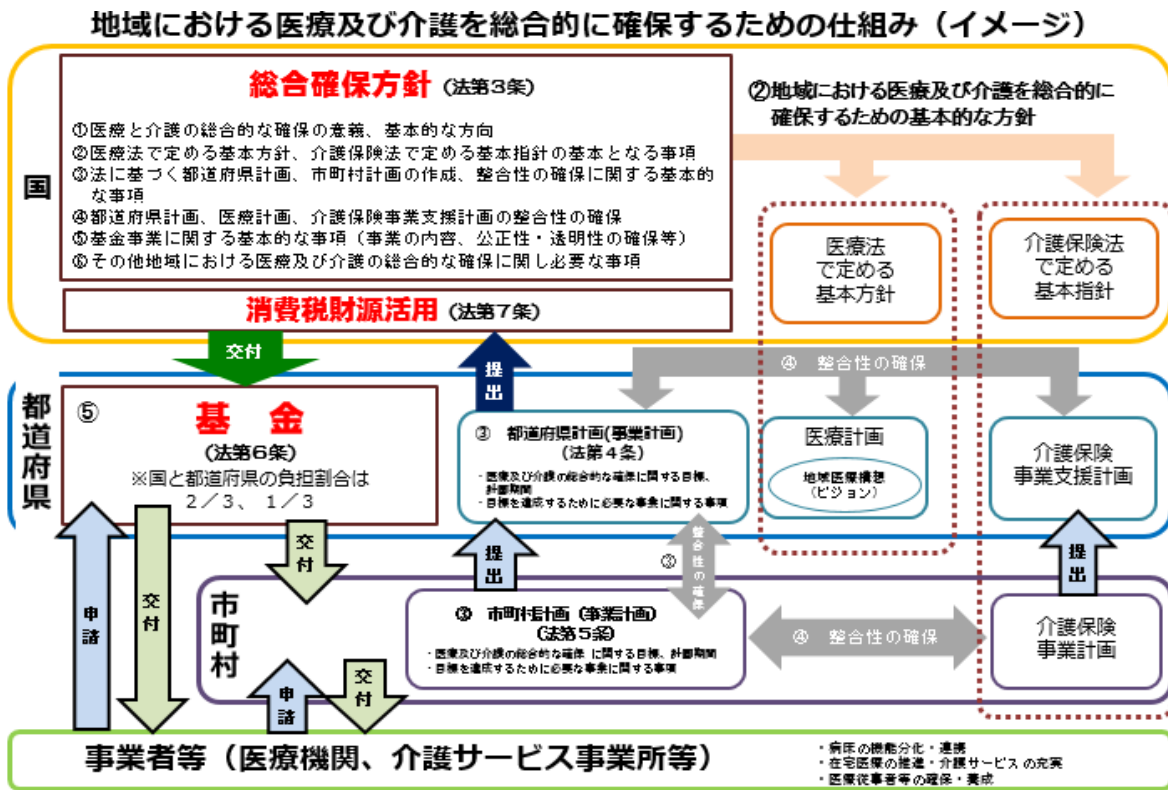 地域における医療及び介護を総合的に確保するための仕組み（イメージ）
国
総合確保方針（法第3条）
①医療と介護の総合的な確保の意義、基本的な方向
②医療法で定める基本方針、介護保険法で定める基本指針の基本となる事項
③法に基づく都道府県計画、市町村計画の作成、整合性の確保に関する基本的
な事項
④都道府県計画、医療計画、介護保険事業支援計画の整合性の確保
⑤基金事業に関する基本的な事項（事業の内容、公正性・透明性の確保等）
⑥その他地域における医療及び介護の総合的な確保に関し必要な事項
消費税財源活用（法第7条）
②地域における医療及び介護を総合的に
確保するための基本的な方針
医療法
で定める
基本方針
介護保険法
で定める
基本指針
交付
提出
④ 整合性の確保
都道府県
⑤ 基 金
（法第6条）
※国と都道府県の負担割合は
２/３、１/３
③ 都道府県計画(事業計画)
（法第４条）
・医療及び介護の総合的な確保に関する目標、
計画期間
・目標を達成するために必要な事業に関する事項
医療計画
地域医療構想
（ビジョン）
介護保険
事業支援計画
申請
交付
交付
提出
③ 整合性の確保
提出
市町村
③ 市町村計画（事業計画）
（法第５条）
・医療及び介護の総合的な確保 に関する目標、計画期間
・目標を達成するために必要な事業に関する事項
④ 整合性の確保
介護保険
事業計画
申請
交付
事業者等（医療機関、介護サービス事業所等）
・病床の機能分化・連携
・在宅医療の推進・介護サービスの充実
・医療従事者等の確保・養成